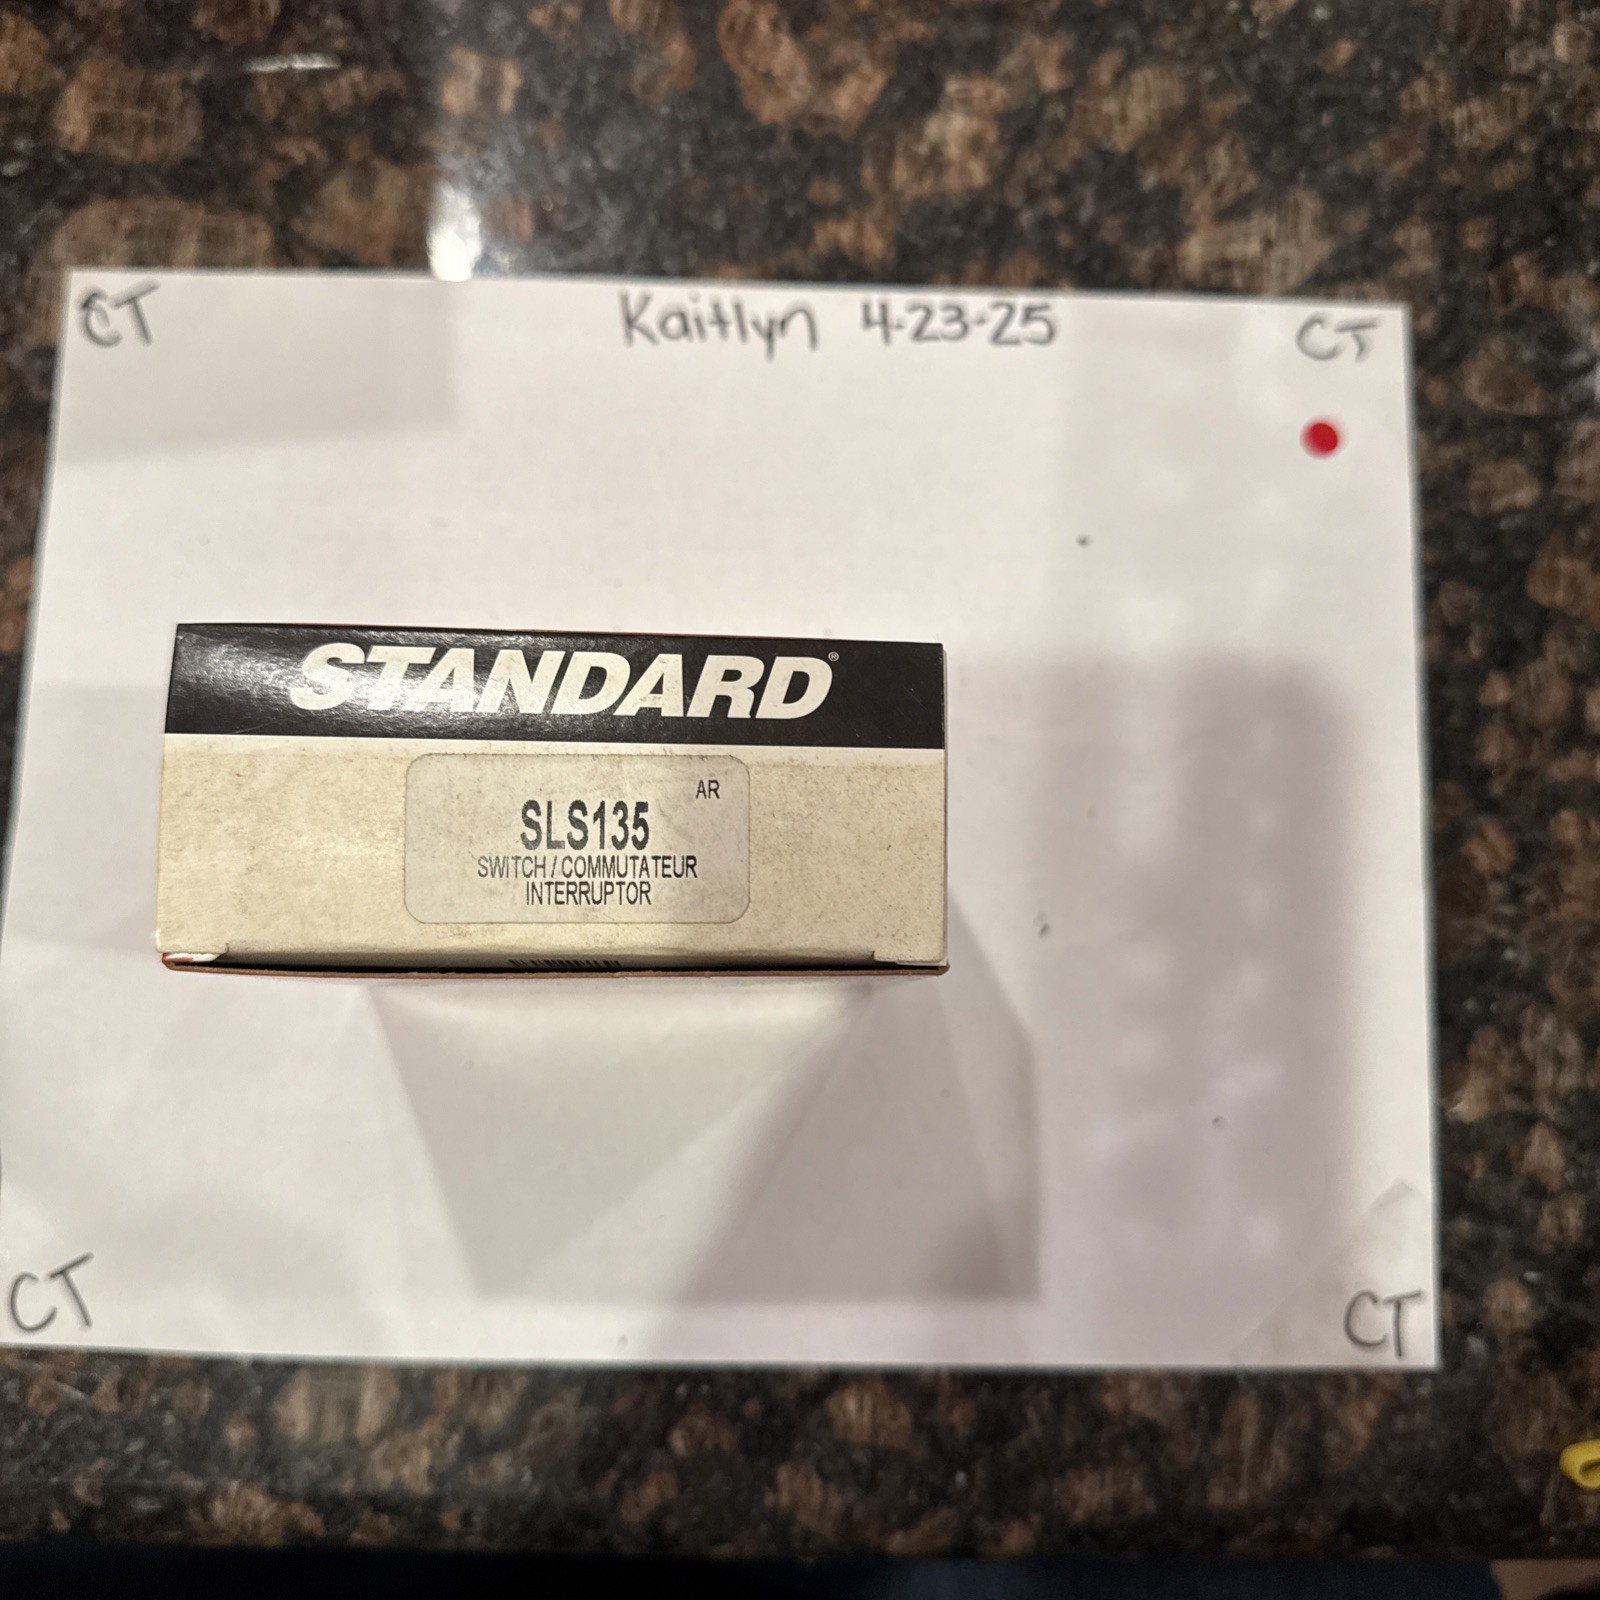 CT
Kaitlyn 4-23-25
CT
STANDARD®
AR
SLS135
SWITCH / COMMUTATEUR
INTERRUPTOR
CT
CT